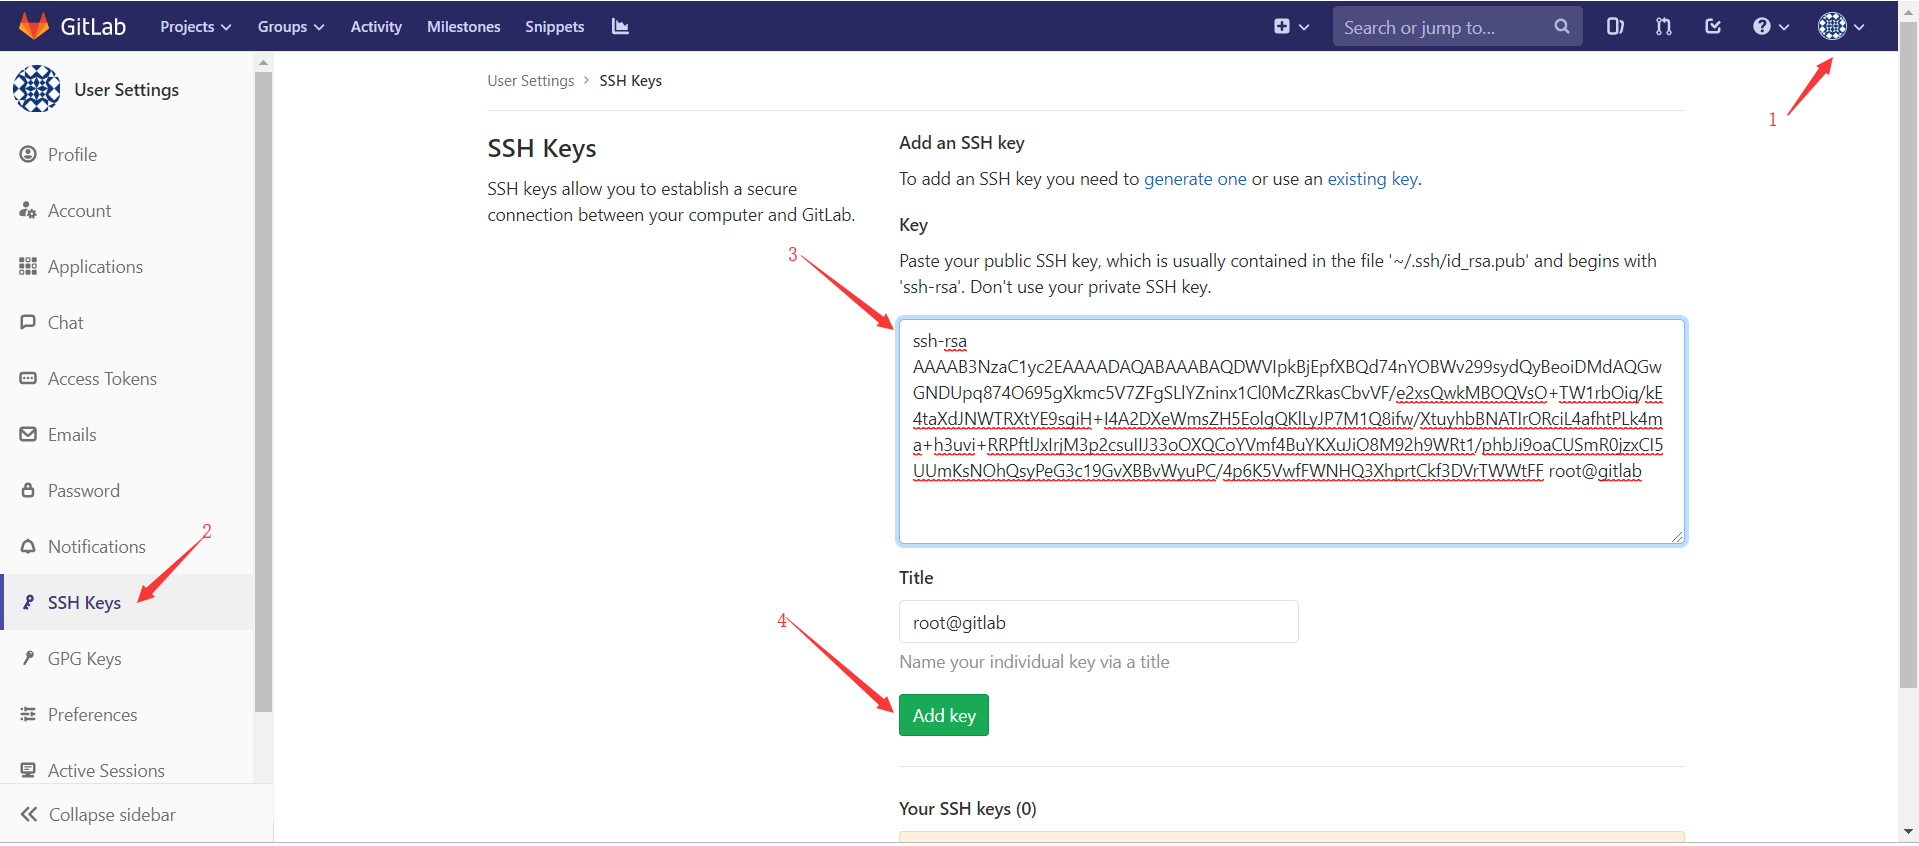 GitLab Projects Groups Activity Milestones Snippets Search or jump to...
User Settings
Profile
Account
Applications
Chat
Access Tokens
Emails
Password
Notifications
SSH Keys
GPG Keys
Preferences
Active Sessions
Collapse sidebar
1
2
User Settings > SSH Keys
SSH Keys
SSH keys allow you to establish a secure
connection between your computer and GitLab.
Add an SSH key
To add an SSH key you need to generate one or use an existing key.
Key
3
Paste your public SSH key, which is usually contained in the file '~/.ssh/id_rsa.pub' and begins with
'ssh-rsa'. Don't use your private SSH key.
ssh-rsa
AAAAB3NzaC1yc2EAAAADAQABAAABAQDWVIpkBjEpfXBQd74nYOBWv299sydQyBeoiDMdAQGw
GNDUpq874O695gXkmc5V7ZFgSLlYZninx1Cl0McZRkasCbvVF/e2xsQwkMBOQVsO+TW1rbOiq/kE
4taXdJNWTRXtYE9sgiH+I4A2DXeWmsZH5EolgQKlLyJP7M1Q8ifw/XtuyhbBNATIrORciL4afhtPLk4m
a+h3uvi+RRPftlJxIrjM3p2csuIIJ33oOXQCoYVmf4BuYKXuJiO8M92h9WRt1/phbJi9oaCUSmR0jzxCI5
UUmKsNOhQsyPeG3c19GvXBBvWyuPC/4p6K5VwfFWNHQ3XhprtCkf3DVrTWWtFF root@gitlab
Title
root@gitlab
Name your individual key via a title
4
Add key
Your SSH keys (0)